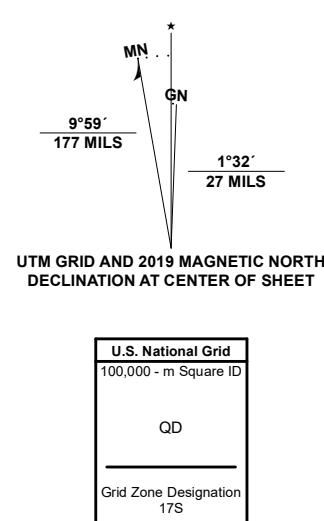 MN
GN
9°59´
177 MILS
1°32´
27 MILS
UTM GRID AND 2019 MAGNETIC NORTH
DECLINATION AT CENTER OF SHEET
U.S. National Grid
100,000 - m Square ID
QD
Grid Zone Designation
17S